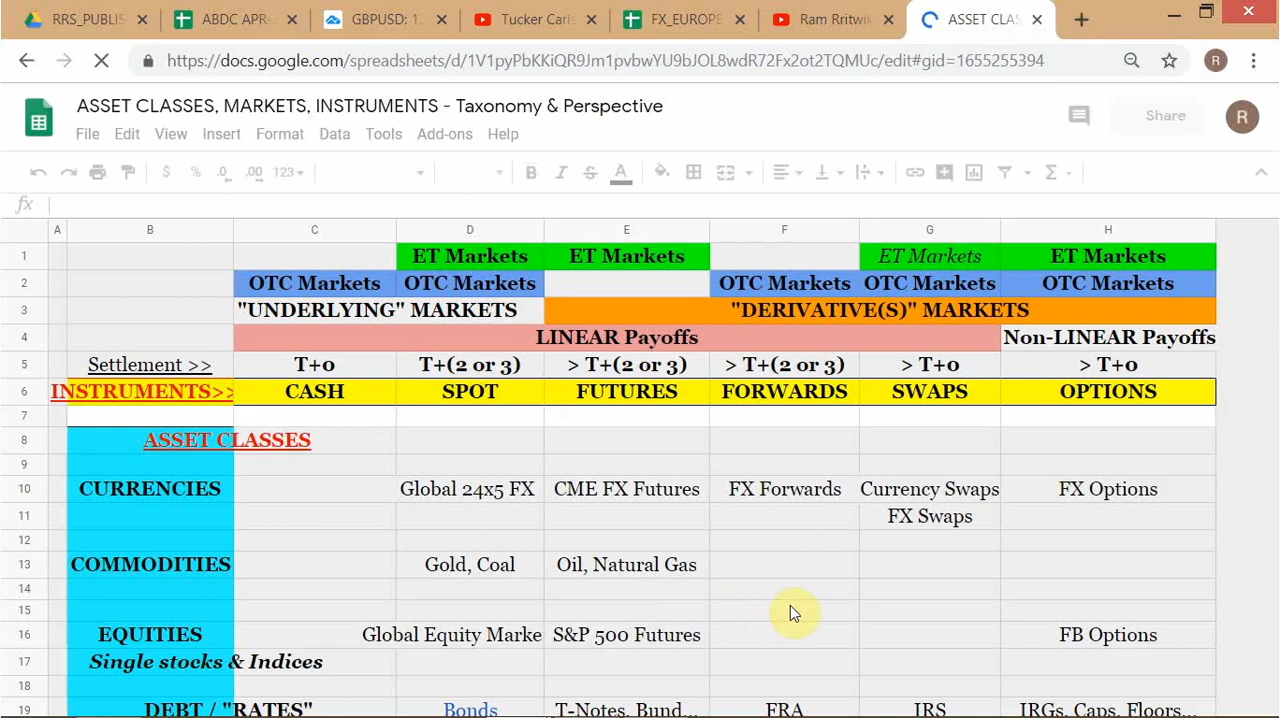 RRS_PUBLIS
ABDC APR
GBPUSD: 1.
Tucker Carls
FX_EUROPE
Ram Rritwik
ASSET CLAS
https://docs.google.com/spreadsheets/d/1V1pyPbKKiQR9Jm1pvbwYU9bJOL8wdR72Fx2ot2TQMUc/edit#gid=1655255394
R
ASSET CLASSES, MARKETS, INSTRUMENTS - Taxonomy & Perspective
File Edit View Insert Format Data Tools Add-ons Help
Share
R
$ % .0 .00 123
B I S A
fx
A B C D E F G H
1 ET Markets ET Markets ET Markets ET Markets
2 OTC Markets OTC Markets OTC Markets OTC Markets OTC Markets
3 "UNDERLYING" MARKETS "DERIVATIVE(S)" MARKETS
4 LINEAR Payoffs Non-LINEAR Payoffs
5 Settlement >> T+0 T+(2 or 3) > T+(2 or 3) > T+(2 or 3) > T+0 > T+0
6 INSTRUMENTS>> CASH SPOT FUTURES FORWARDS SWAPS OPTIONS
7
8 ASSET CLASSES
9
10 CURRENCIES Global 24x5 FX CME FX Futures FX Forwards Currency Swaps FX Options
11 FX Swaps
12
13 COMMODITIES Gold, Coal Oil, Natural Gas
14
15
16 EQUITIES Global Equity Marke S&P 500 Futures FB Options
17 Single stocks & Indices
18
19 DEBT / "RATES" Bonds T-Notes, Bund... FRA IRS IRGs, Caps, Floors...